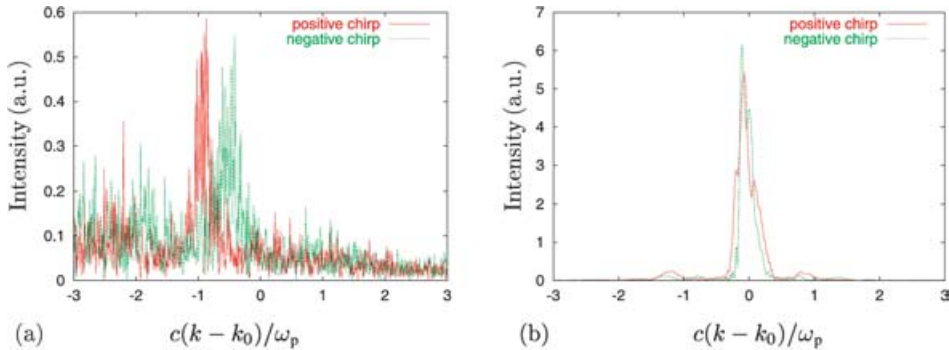 0.6
0.5
0.4
0.3
0.2
0.1
0
-3 -2 -1 0 1 2 3
Intensity (a.u.)
positive chirp
negative chirp
(a) c(k − k₀)/ωₚ
7
6
5
4
3
2
1
0
-3 -2 -1 0 1 2 3
Intensity (a.u.)
positive chirp
negative chirp
(b) c(k − k₀)/ωₚ